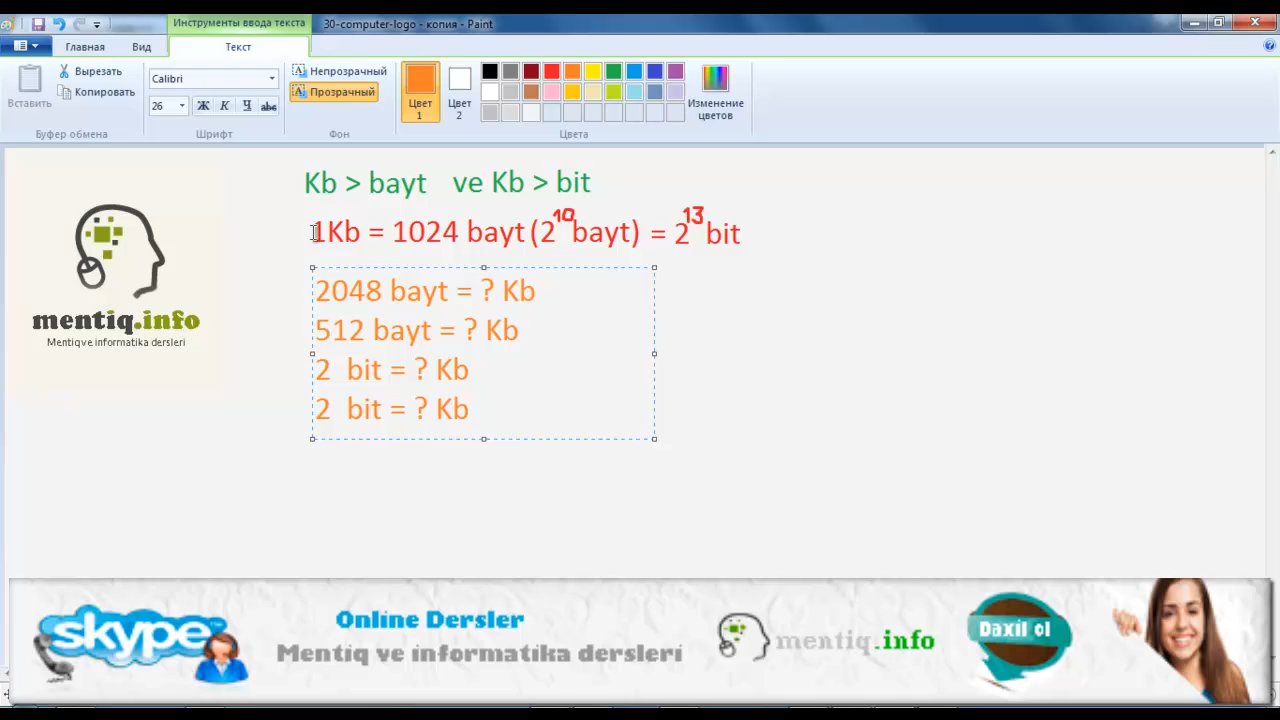 Инструменты ввода текста
30-computer-logo - копия - Paint
Главная
Вид
Текст
Вставить
Вырезать
Копировать
Буфер обмена
Calibri
26
Ж К Ч abc
Шрифт
Непрозрачный
Прозрачный
Фон
Цвет 1
Цвет 2
Изменение цветов
Цвета
Kb > bayt ve Kb > bit
1Kb = 1024 bayt (2^10 bayt) = 2^13 bit
2048 bayt = ? Kb
512 bayt = ? Kb
2 bit = ? Kb
2 bit = ? Kb
mentiq.info
Mentiq ve informatika dersleri
skype
Online Dersler
Mentiq ve informatika dersleri
mentiq.info
Daxil ol